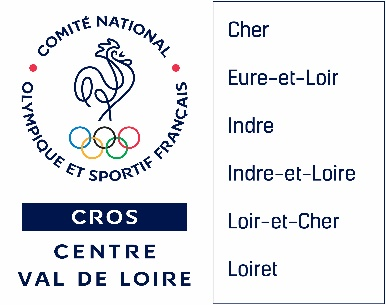 COMITÉ NATIONAL
OLYMPIQUE ET SPORTIF FRANÇAIS
CROS
CENTRE
VAL DE LOIRE
Cher
Eure-et-Loir
Indre
Indre-et-Loire
Loir-et-Cher
Loiret